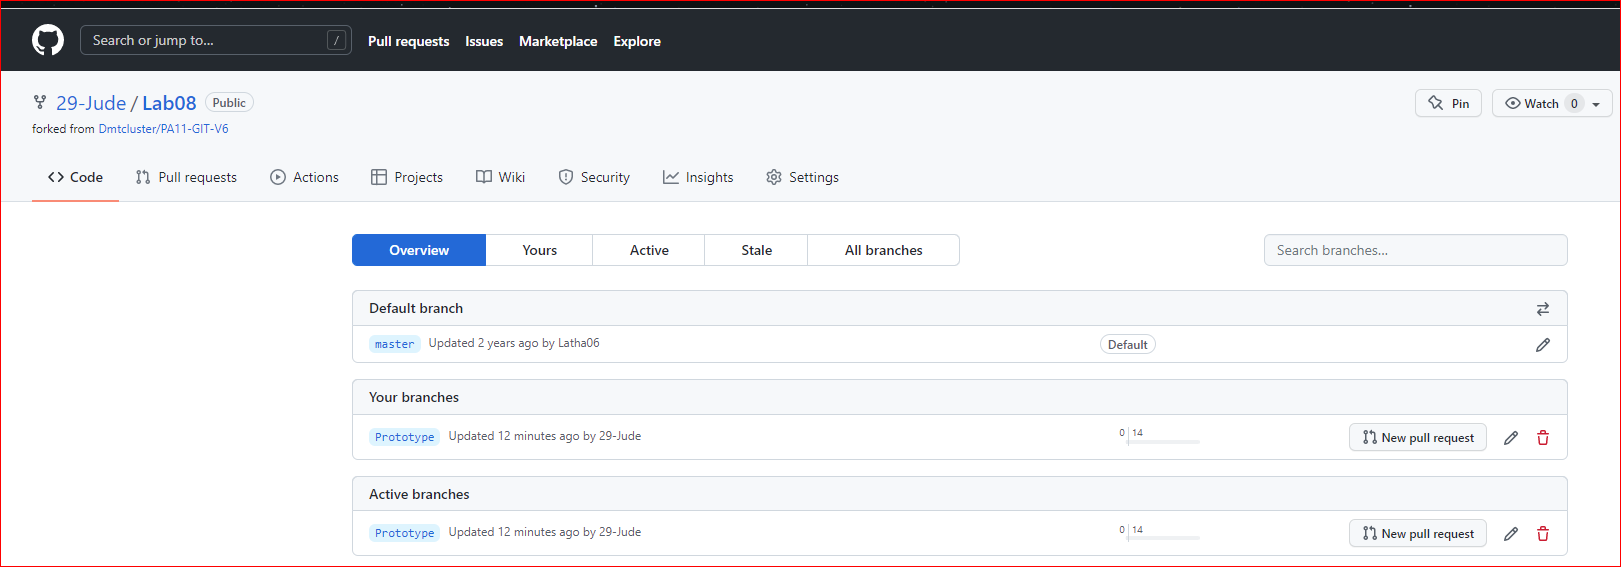 Search or jump to... / Pull requests Issues Marketplace Explore
29-Jude / Lab08 Public Pin Watch 0
forked from Dmtcluster/PA11-GIT-V6
Code Pull requests Actions Projects Wiki Security Insights Settings
Overview Yours Active Stale All branches Search branches...
Default branch
master Updated 2 years ago by Latha06 Default
Your branches
Prototype Updated 12 minutes ago by 29-Jude 0 14 New pull request
Active branches
Prototype Updated 12 minutes ago by 29-Jude 0 14 New pull request